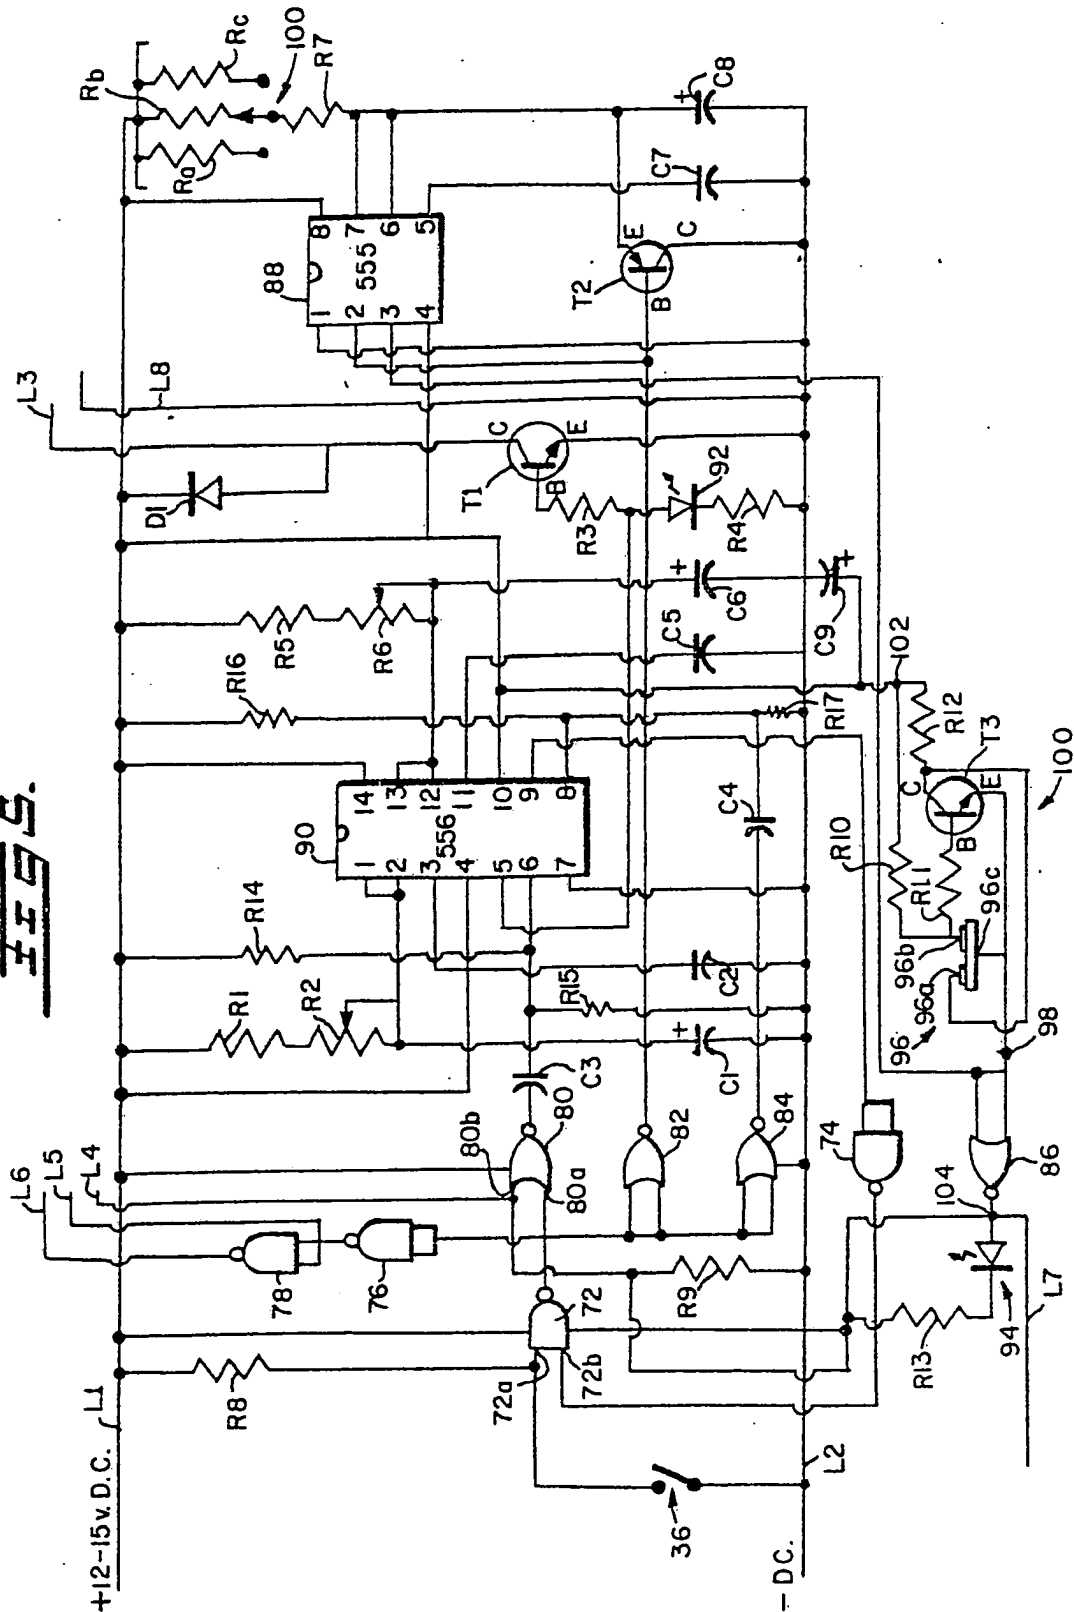 FIG 5.
+12-15 v. D.C.
L1
R8
L6
L5
L4
78
76
80b
80
80a
72
72a
72b
R9
36
L2
- D.C.
R1
R2
R14
C3
R15
82
84
C1
C2
C4
90
556
1
2
3
4
5
6
7
14
13
12
11
10
9
8
R16
R5
R6
D1
L3
L8
T1
C
B
E
R3
92
R4
C5
C6
C9
R17
88
555
1
2
3
4
8
7
6
5
Ra
Rb
Rc
100
R7
T2
E
B
C
C7
C8
+
+
+
+
102
R12
R10
R11
T3
C
B
E
96
96a
96b
96c
98
100
74
86
104
94
R13
L7